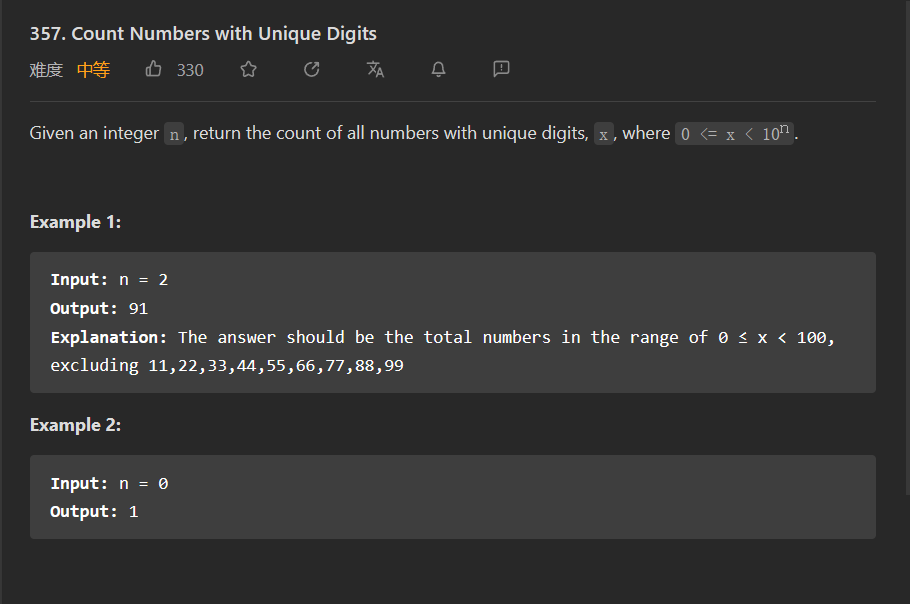 357. Count Numbers with Unique Digits
难度 中等 330
Given an integer n, return the count of all numbers with unique digits, x, where 0 <= x < 10ⁿ.
Example 1:
Input: n = 2
Output: 91
Explanation: The answer should be the total numbers in the range of 0 ≤ x < 100,
excluding 11,22,33,44,55,66,77,88,99
Example 2:
Input: n = 0
Output: 1